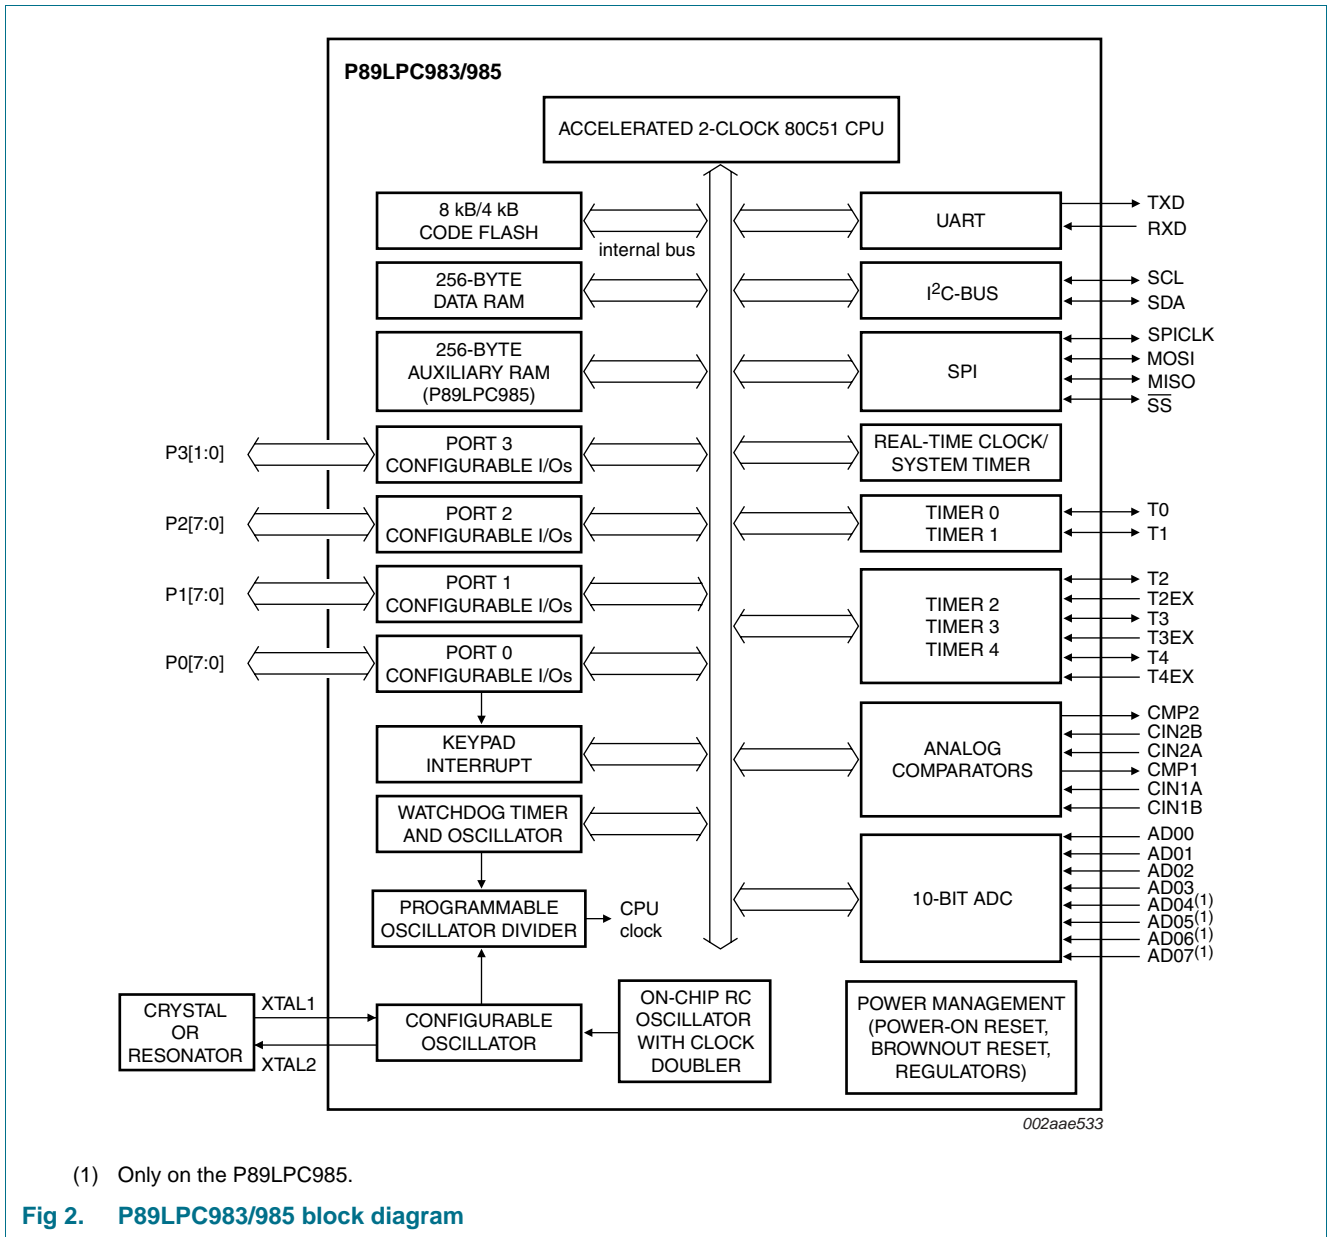 P89LPC983/985
ACCELERATED 2-CLOCK 80C51 CPU
8 kB/4 kB
CODE FLASH
internal bus
256-BYTE
DATA RAM
256-BYTE
AUXILIARY RAM
(P89LPC985)
P3[1:0]
PORT 3
CONFIGURABLE I/Os
P2[7:0]
PORT 2
CONFIGURABLE I/Os
P1[7:0]
PORT 1
CONFIGURABLE I/Os
P0[7:0]
PORT 0
CONFIGURABLE I/Os
KEYPAD
INTERRUPT
WATCHDOG TIMER
AND OSCILLATOR
PROGRAMMABLE
OSCILLATOR DIVIDER
CPU
clock
CRYSTAL
OR
RESONATOR
XTAL1
XTAL2
CONFIGURABLE
OSCILLATOR
ON-CHIP RC
OSCILLATOR
WITH CLOCK
DOUBLER
UART
TXD
RXD
I2C-BUS
SCL
SDA
SPI
SPICLK
MOSI
MISO
SS
REAL-TIME CLOCK/
SYSTEM TIMER
TIMER 0
TIMER 1
T0
T1
TIMER 2
TIMER 3
TIMER 4
T2
T2EX
T3
T3EX
T4
T4EX
ANALOG
COMPARATORS
CMP2
CIN2B
CIN2A
CMP1
CIN1A
CIN1B
10-BIT ADC
AD00
AD01
AD02
AD03
AD04(1)
AD05(1)
AD06(1)
AD07(1)
POWER MANAGEMENT
(POWER-ON RESET,
BROWNOUT RESET,
REGULATORS)
002aae533
(1) Only on the P89LPC985.
Fig 2. P89LPC983/985 block diagram